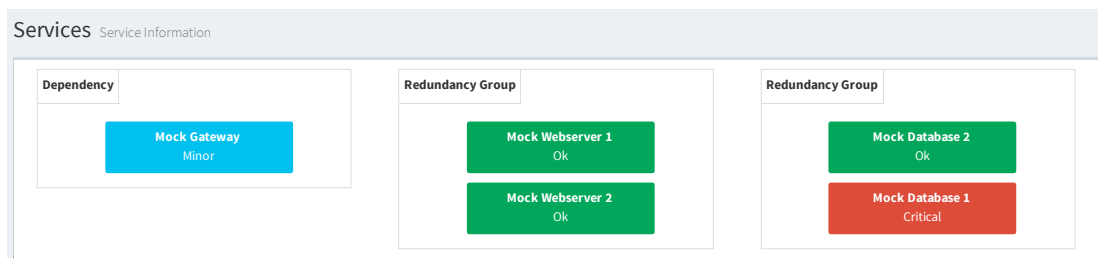 Services Service Information
Dependency
Mock Gateway
Minor
Redundancy Group
Mock Webserver 1
Ok
Mock Webserver 2
Ok
Redundancy Group
Mock Database 2
Ok
Mock Database 1
Critical